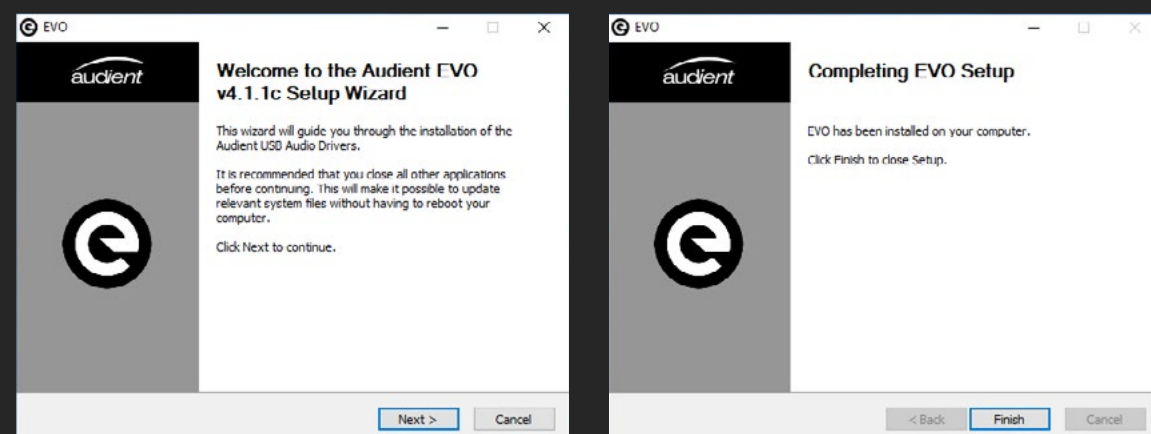 EVO
audient
Welcome to the Audient EVO
v4.1.1c Setup Wizard
This wizard will guide you through the installation of the
Audient USB Audio Drivers.
It is recommended that you close all other applications
before continuing. This will make it possible to update
relevant system files without having to reboot your
computer.
Click Next to continue.
Next >
Cancel
EVO
audient
Completing EVO Setup
EVO has been installed on your computer.
Click Finish to close Setup.
< Back
Finish
Cancel